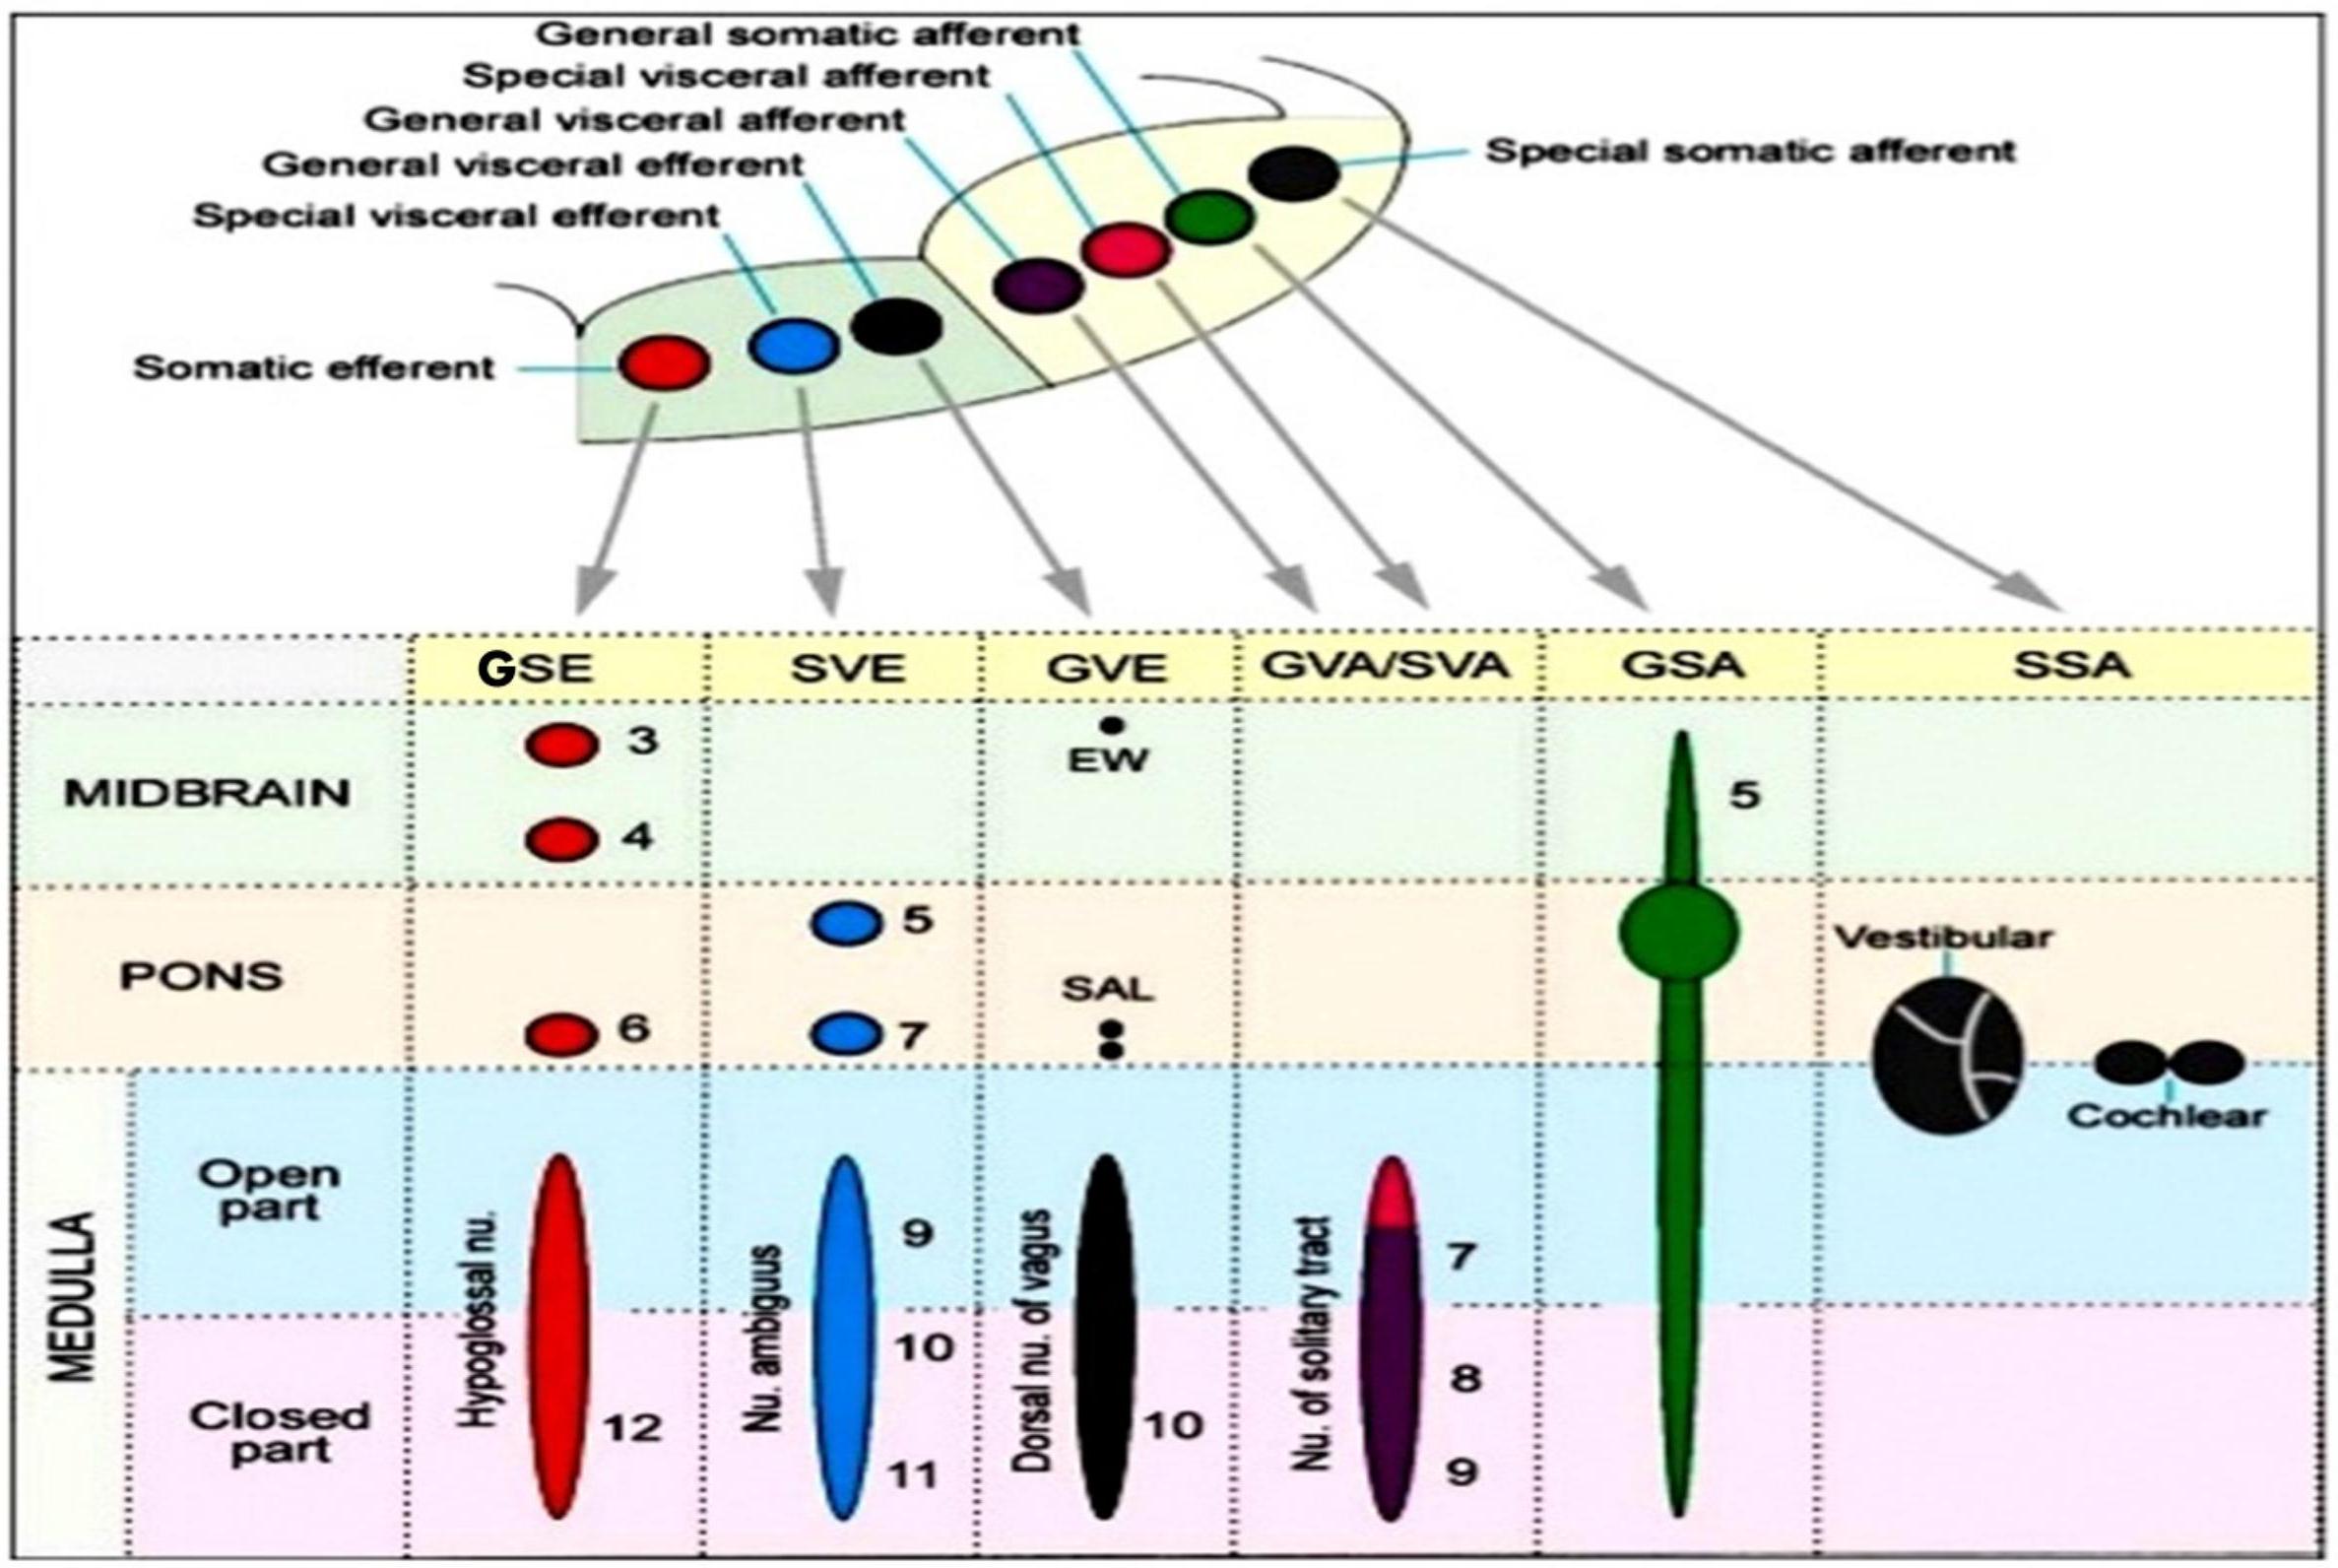 General somatic afferent
Special visceral afferent
General visceral afferent
General visceral efferent
Special visceral efferent
Special somatic afferent
Somatic efferent
GSE SVE GVE GVA/SVA GSA SSA
MIDBRAIN
3
4
EW
5
PONS
5
6
7
SAL
Vestibular
Cochlear
MEDULLA
Open
part
Closed
part
Hypoglossal nu.
12
Nu. ambiguus
9
10
11
Dorsal nu. of vagus
10
Nu. of solitary tract
7
8
9